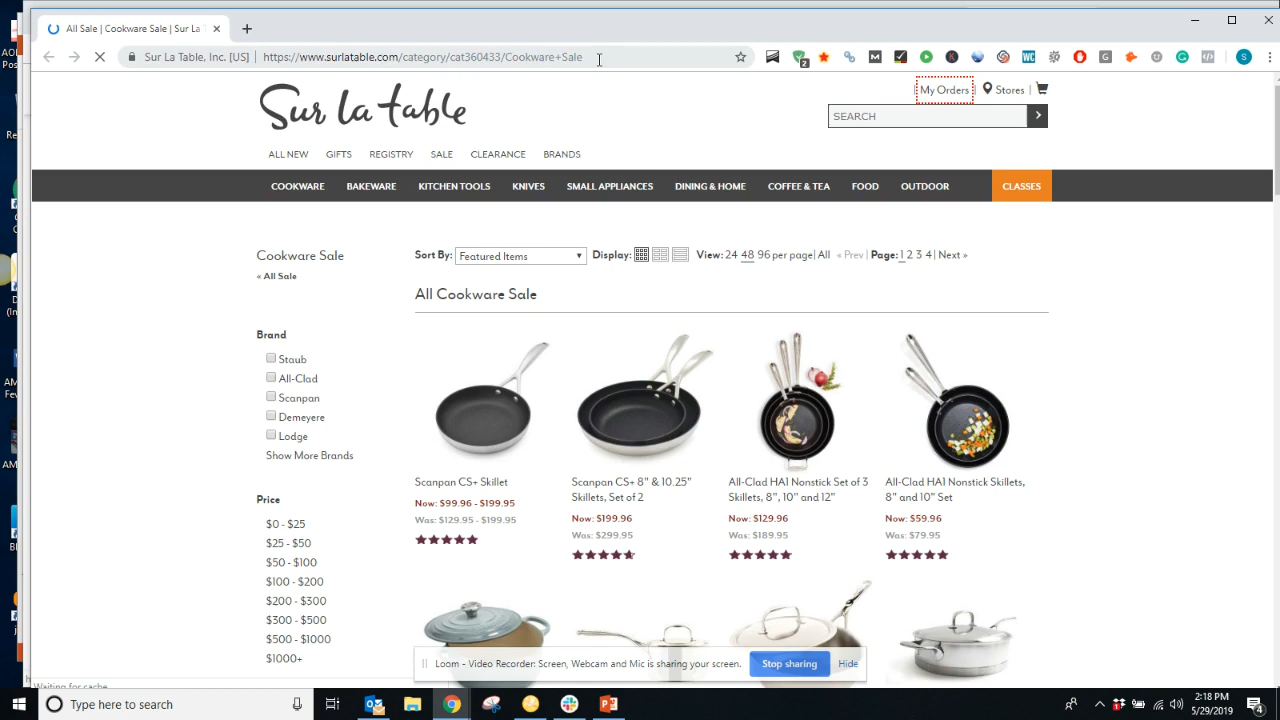 All Sale | Cookware Sale | Sur La T
Sur La Table, Inc. [US] | https://www.surlatable.com/category/cat360433/Cookware+Sale
2
S
My Orders | Stores |
Sur la table
SEARCH
ALL NEW GIFTS REGISTRY SALE CLEARANCE BRANDS
COOKWARE BAKEWARE KITCHEN TOOLS KNIVES SMALL APPLIANCES DINING & HOME COFFEE & TEA FOOD OUTDOOR CLASSES
Cookware Sale
« All Sale
Sort By: Featured Items Display: View: 24 48 96 per page| All « Prev | Page: 1 2 3 4 | Next »
All Cookware Sale
Brand
Staub
All-Clad
Scanpan
Demeyere
Lodge
Show More Brands
Price
$0 - $25
$25 - $50
$50 - $100
$100 - $200
$200 - $300
$300 - $500
$500 - $1000
$1000+
Scanpan CS+ Skillet
Now: $99.96 - $199.95
Was: $129.95 - $199.95
Scanpan CS+ 8" & 10.25"
Skillets, Set of 2
Now: $199.96
Was: $299.95
All-Clad HA1 Nonstick Set of 3
Skillets, 8", 10" and 12"
Now: $129.96
Was: $189.95
All-Clad HA1 Nonstick Skillets,
8" and 10" Set
Now: $59.96
Was: $79.95
Loom - Video Recorder: Screen, Webcam and Mic is sharing your screen. Stop sharing Hide
Waiting for cache
Type here to search
2:18 PM
5/29/2019
4